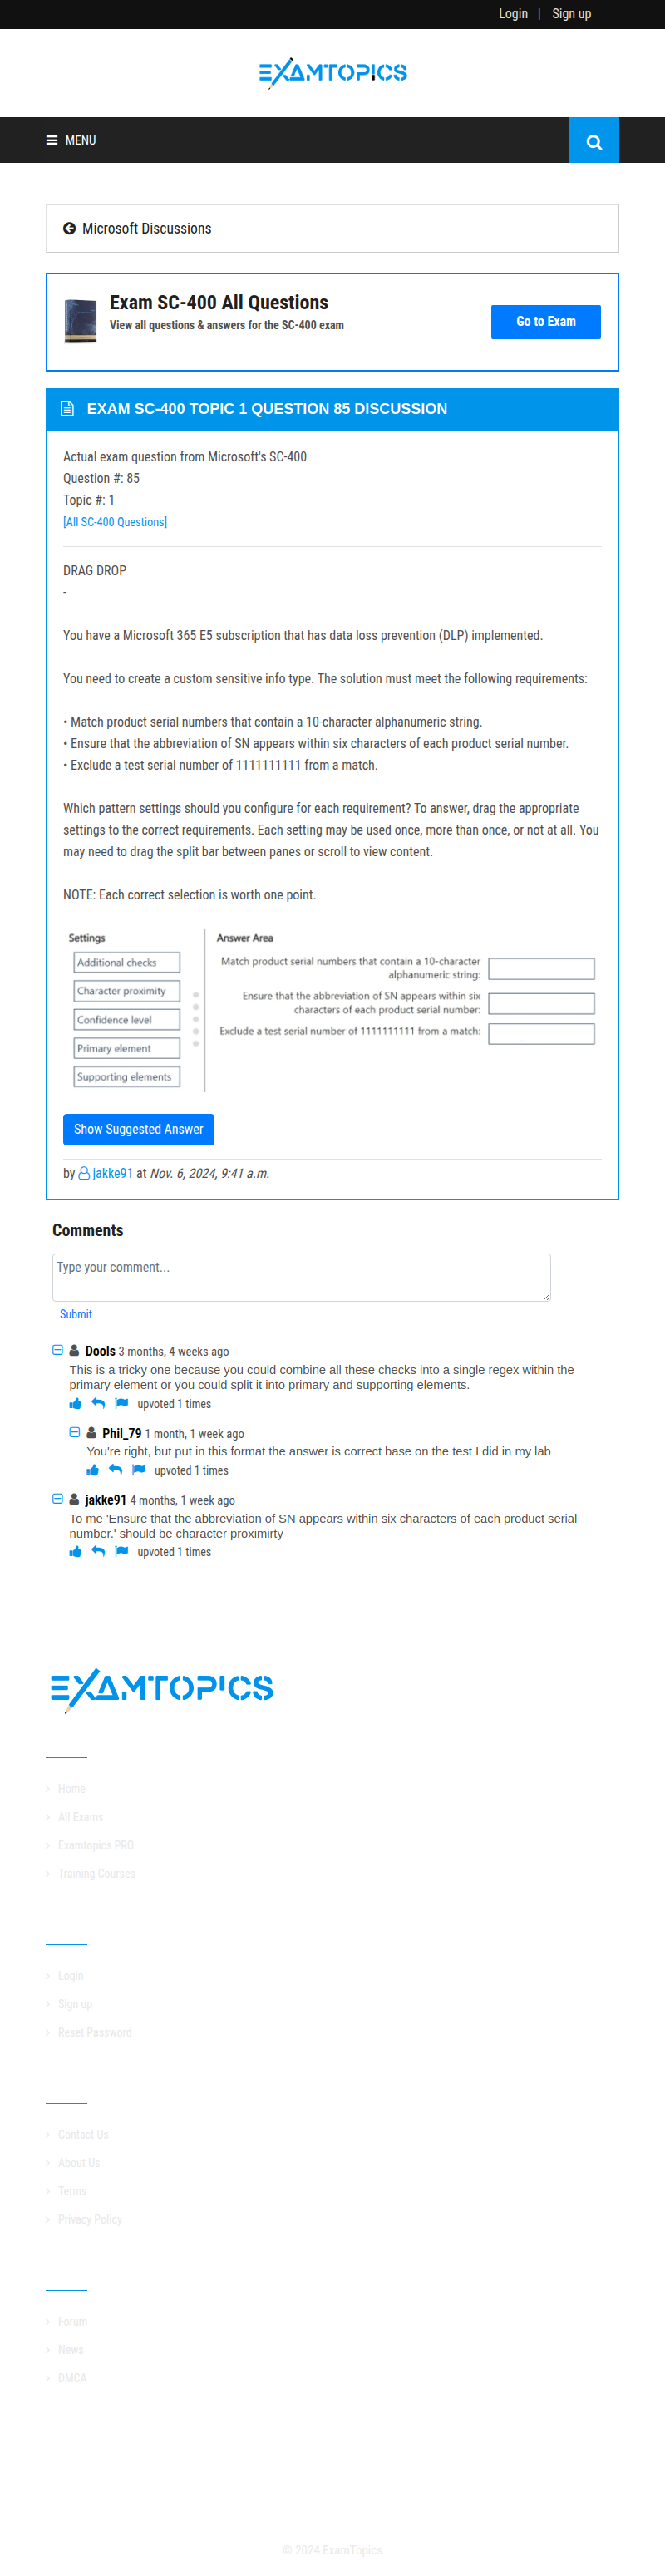 Login | Sign up
EXAMTOPICS
MENU
Microsoft Discussions
Exam SC-400 All Questions
View all questions & answers for the SC-400 exam
Go to Exam
EXAM SC-400 TOPIC 1 QUESTION 85 DISCUSSION
Actual exam question from Microsoft's SC-400
Question #: 85
Topic #: 1
[All SC-400 Questions]
DRAG DROP
-
You have a Microsoft 365 E5 subscription that has data loss prevention (DLP) implemented.
You need to create a custom sensitive info type. The solution must meet the following requirements:
• Match product serial numbers that contain a 10-character alphanumeric string.
• Ensure that the abbreviation of SN appears within six characters of each product serial number.
• Exclude a test serial number of 1111111111 from a match.
Which pattern settings should you configure for each requirement? To answer, drag the appropriate
settings to the correct requirements. Each setting may be used once, more than once, or not at all. You
may need to drag the split bar between panes or scroll to view content.
NOTE: Each correct selection is worth one point.
Settings
Additional checks
Character proximity
Confidence level
Primary element
Supporting elements
Answer Area
Match product serial numbers that contain a 10-character
alphanumeric string:
Ensure that the abbreviation of SN appears within six
characters of each product serial number:
Exclude a test serial number of 1111111111 from a match:
Show Suggested Answer
by jakke91 at Nov. 6, 2024, 9:41 a.m.
Comments
Type your comment...
Submit
Dools 3 months, 4 weeks ago
This is a tricky one because you could combine all these checks into a single regex within the
primary element or you could split it into primary and supporting elements.
upvoted 1 times
Phil_79 1 month, 1 week ago
You're right, but put in this format the answer is correct base on the test I did in my lab
upvoted 1 times
jakke91 4 months, 1 week ago
To me 'Ensure that the abbreviation of SN appears within six characters of each product serial
number.' should be character proximirty
upvoted 1 times
EXAMTOPICS
Home
All Exams
Examtopics PRO
Training Courses
Login
Sign up
Reset Password
Contact Us
About Us
Terms
Privacy Policy
Forum
News
DMCA
© 2024 ExamTopics